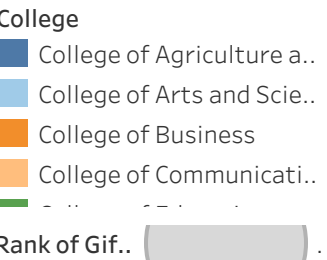 College
College of Agriculture a..
College of Arts and Scie..
College of Business
College of Communicati..
Rank of Gif..